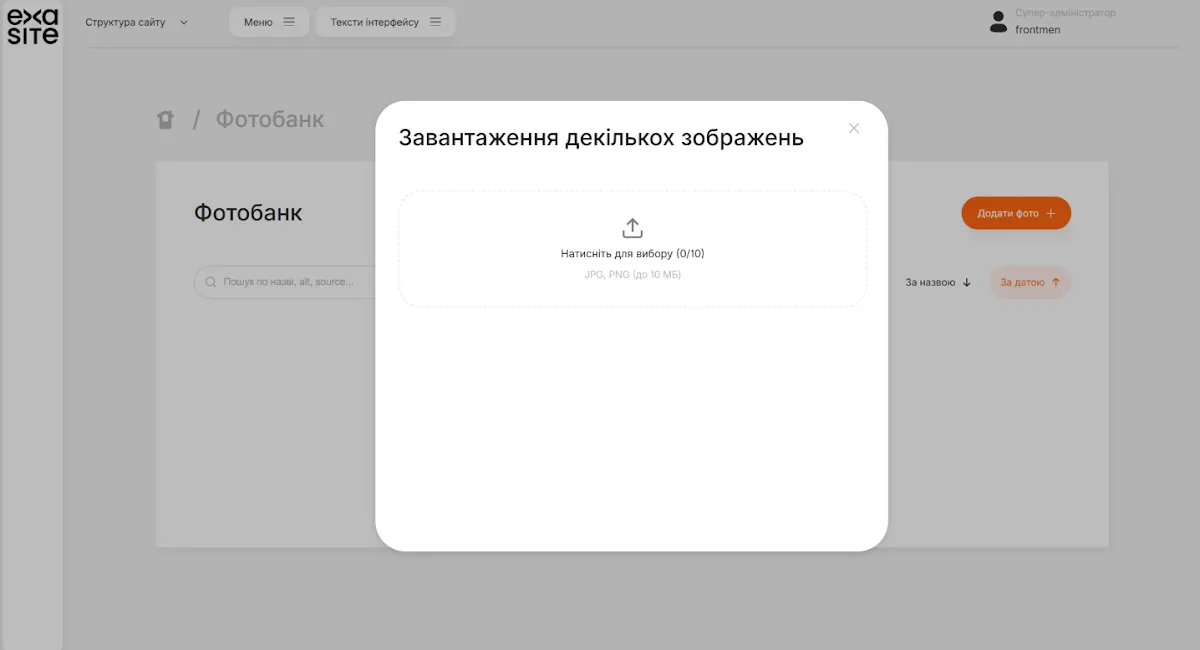 exa
site
Структура сайту
Меню
Тексти інтерфейсу
Супер-адміністратор
frontmen
/ Фотобанк
Завантаження декількох зображень
Фотобанк
Додати фото
Натисніть для вибору (0/10)
JPG, PNG (до 10 МБ)
Пошук по назві, alt, source...
За назвою
За датою